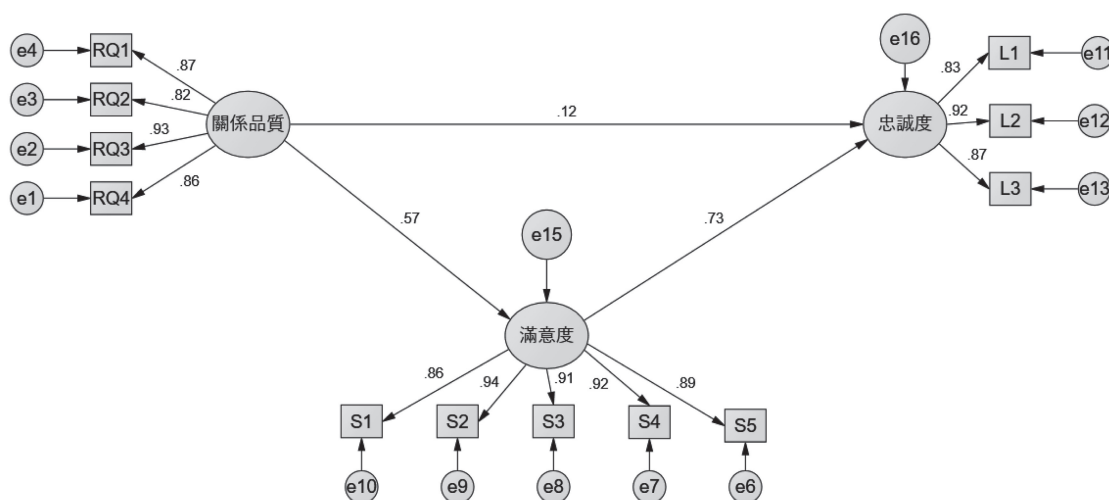 e4
RQ1
.87
e3
RQ2
.82
e2
RQ3
.93
e1
RQ4
.86
關係品質
.12
.57
.73
e16
忠誠度
.83
L1
e11
.92
L2
e12
.87
L3
e13
e15
滿意度
.86
.94
.91
.92
.89
S1
S2
S3
S4
S5
e10
e9
e8
e7
e6